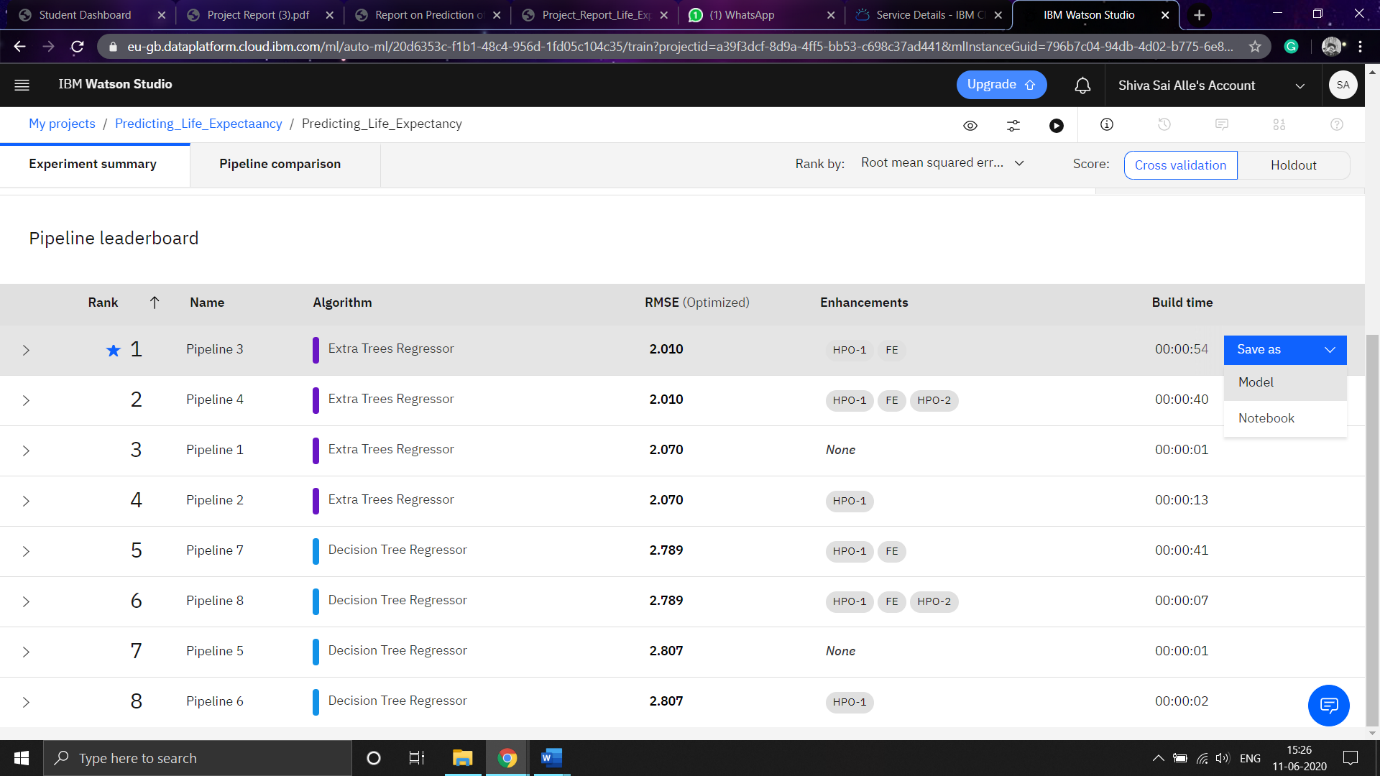 Student Dashboard
Project Report (3).pdf
Report on Prediction o
Project_Report_Life_Ex
(1) WhatsApp
Service Details - IBM C
IBM Watson Studio
eu-gb.dataplatform.cloud.ibm.com/ml/auto-ml/20d6353c-f1b1-48c4-956d-1fd05c104c35/train?projectid=a39f3dcf-8d9a-4ff5-bb53-c698c37ad441&mlInstanceGuid=796b7c04-94db-4d02-b775-6e8...
IBM Watson Studio
Upgrade
Shiva Sai Alle's Account
SA
My projects / Predicting_Life_Expectaancy / Predicting_Life_Expectancy
Experiment summary
Pipeline comparison
Rank by: Root mean squared err...
Score: Cross validation Holdout
Pipeline leaderboard
Rank Name Algorithm RMSE (Optimized) Enhancements Build time
1 Pipeline 3 Extra Trees Regressor 2.010 HPO-1 FE 00:00:54 Save as
Model
2 Pipeline 4 Extra Trees Regressor 2.010 HPO-1 FE HPO-2 00:00:40
Notebook
3 Pipeline 1 Extra Trees Regressor 2.070 None 00:00:01
4 Pipeline 2 Extra Trees Regressor 2.070 HPO-1 00:00:13
5 Pipeline 7 Decision Tree Regressor 2.789 HPO-1 FE 00:00:41
6 Pipeline 8 Decision Tree Regressor 2.789 HPO-1 FE HPO-2 00:00:07
7 Pipeline 5 Decision Tree Regressor 2.807 None 00:00:01
8 Pipeline 6 Decision Tree Regressor 2.807 HPO-1 00:00:02
Type here to search
ENG
15:26
11-06-2020